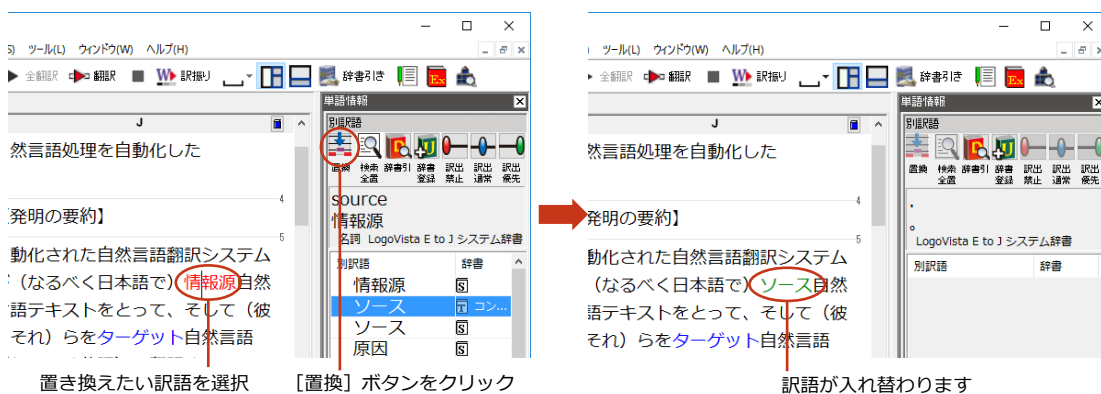 S) ツール(L) ウィンドウ(W) ヘルプ(H)
全翻訳 翻訳 訳振り 辞書引き Ex
単語情報
別訳語
J
置換 検索全置 辞書引 辞書登録 訳出禁止 訳出通常 訳出優先
然言語処理を自動化した
4
source
情報源
名詞 LogoVista E to J システム辞書
発明の要約】
5
動化された自然言語翻訳システム
(なるべく日本語で)情報源自然
語テキストをとって、そして(彼
それ)らをターゲット自然言語
別訳語 辞書
情報源 S
ソース T コン...
ソース S
原因 S
置き換えたい訳語を選択
[置換]ボタンをクリック
ツール(L) ウィンドウ(W) ヘルプ(H)
全翻訳 翻訳 訳振り 辞書引き Ex
単語情報
別訳語
J
置換 検索全置 辞書引 辞書登録 訳出禁止 訳出通常 訳出優先
然言語処理を自動化した
4
.
。
LogoVista E to J システム辞書
発明の要約】
5
動化された自然言語翻訳システム
(なるべく日本語で)ソース自然
語テキストをとって、そして(彼
それ)らをターゲット自然言語
別訳語 辞書
訳語が入れ替わります